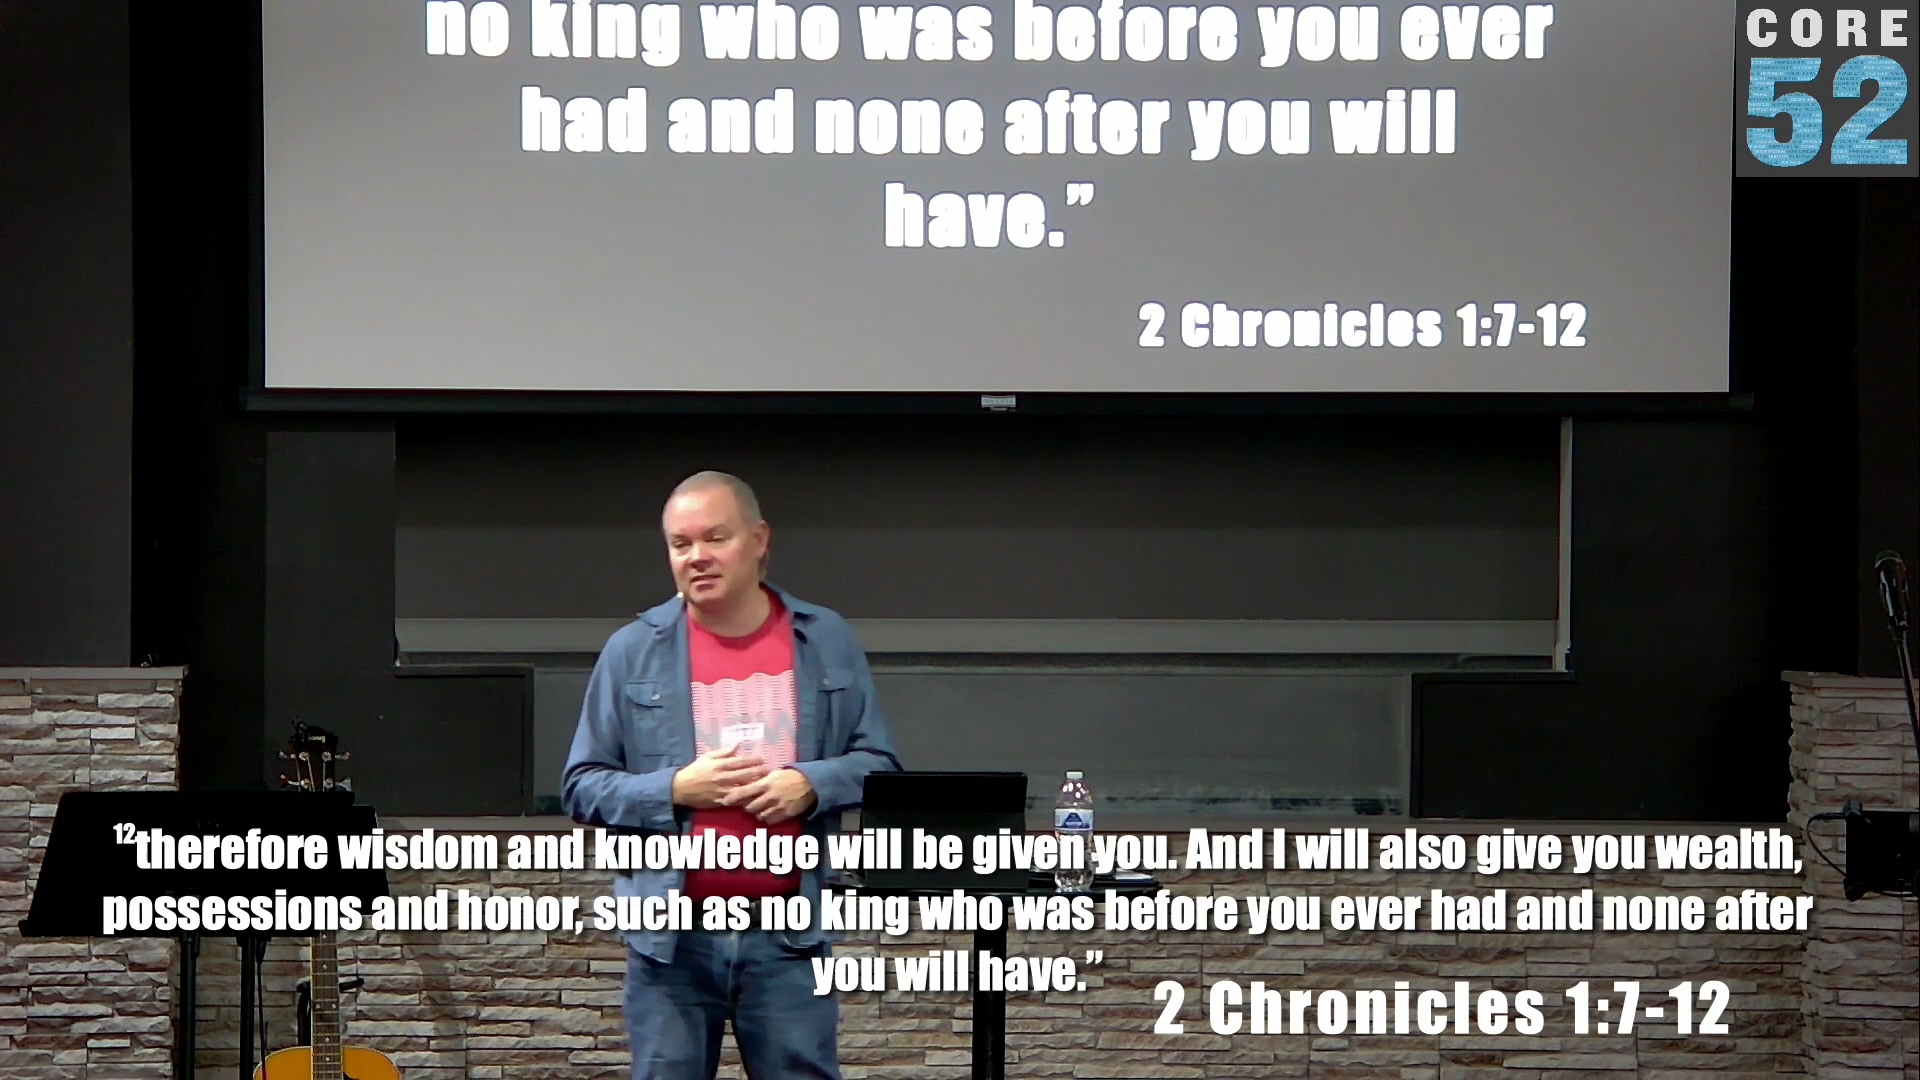 no king who was before you ever
had and none after you will
have.”
2 Chronicles 1:7-12
CORE
52
12therefore wisdom and knowledge will be given you. And I will also give you wealth,
possessions and honor, such as no king who was before you ever had and none after
you will have.”
2 Chronicles 1:7-12